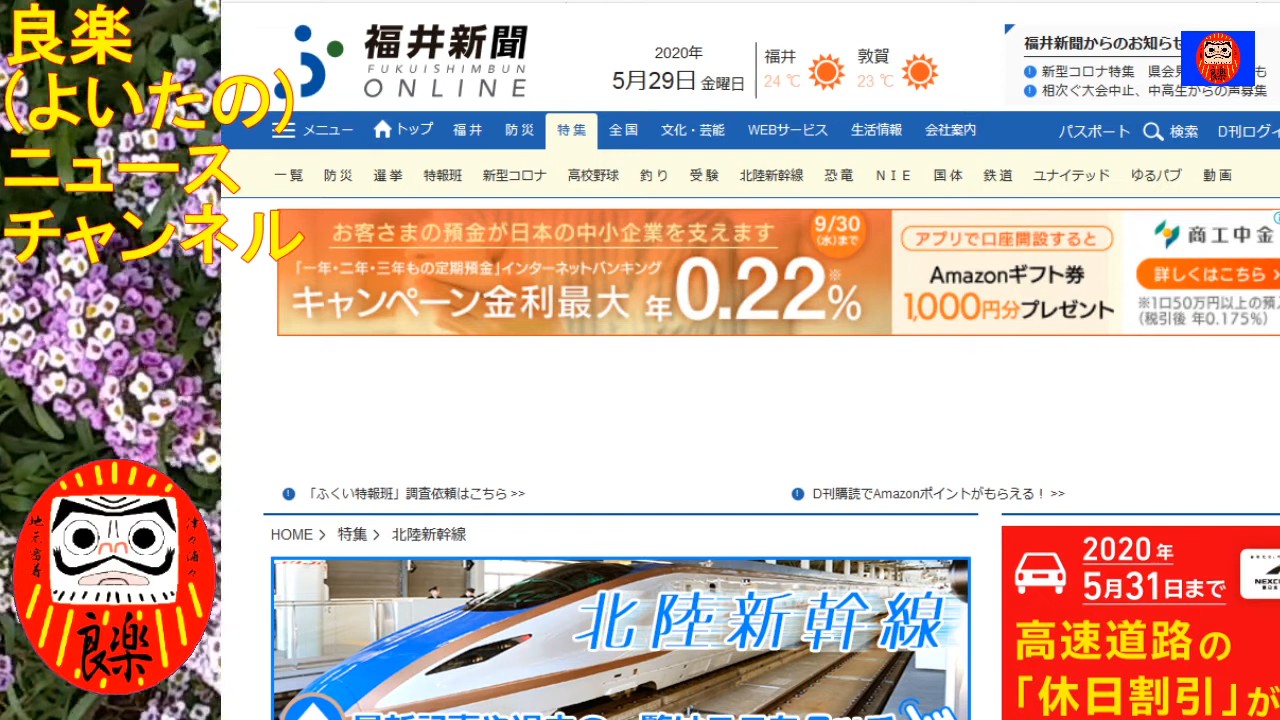 良楽
(よいたの)
ニュース
チャンネル
良楽
福井新聞
FUKUISHIMBUN
ONLINE
2020年
5月29日 金曜日
福井
24 ℃
敦賀
23 ℃
福井新聞からのお知らせ
新型コロナ特集 県会見
相次ぐ大会中止、中高生からの声募集
メニュー トップ 福井 防災 特集 全国 文化・芸能 WEBサービス 生活情報 会社案内 パスポート 検索 D刊ログイ
一覧 防災 選挙 特報班 新型コロナ 高校野球 釣り 受験 北陸新幹線 恐竜 NIE 国体 鉄道 ユナイテッド ゆるパブ 動画
お客さまの預金が日本の中小企業を支えます
9/30
(水)まで
「一年・二年・三年もの定期預金」インターネットバンキング
キャンペーン金利最大 年0.22※%
アプリで口座開設すると
Amazonギフト券
1,000円分プレゼント
商工中金
詳しくはこちら >
※1口50万円以上の預入
(税引後 年0.175%)
「ふくい特報班」調査依頼はこちら >>
D刊購読でAmazonポイントがもらえる! >>
HOME > 特集 > 北陸新幹線
北陸新幹線
2020年
5月31日まで
NEXC
高速道路の
「休日割引」が